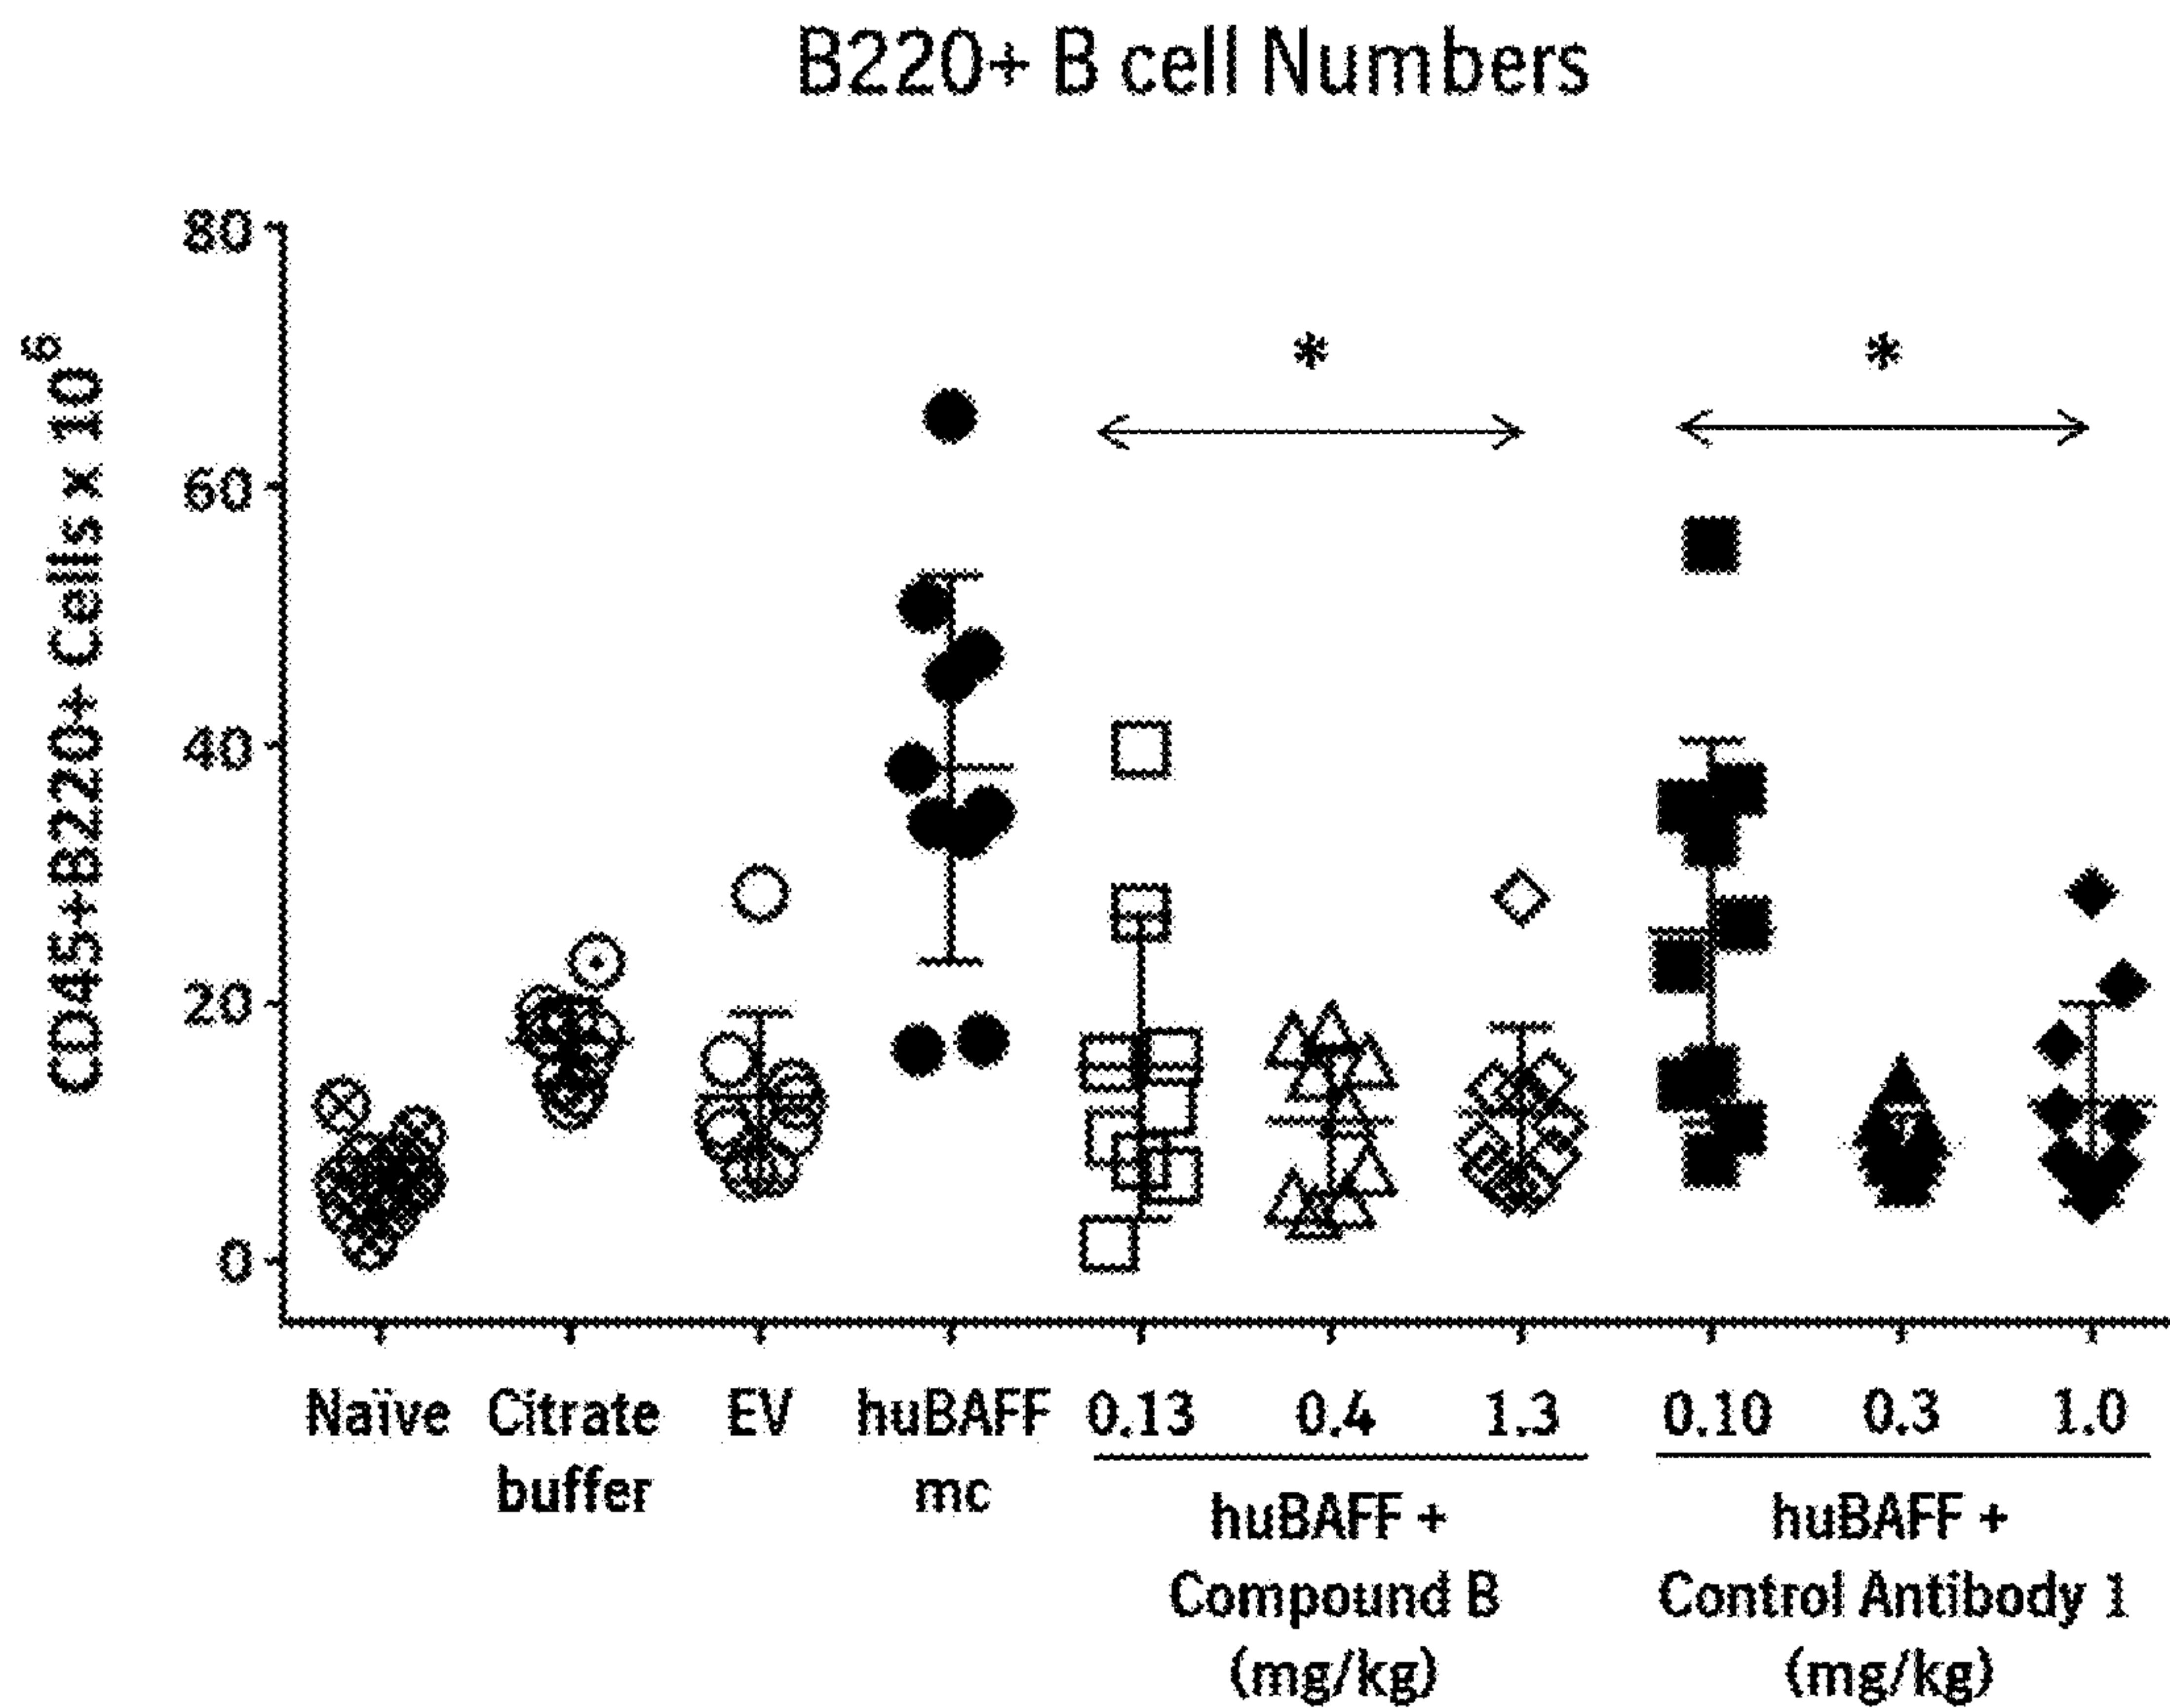 B220+ B cell Numbers
CD45+B220+ Cells x 10⁶
80
60
40
20
0
* *
Naïve Citrate buffer EV huBAFF mc 0.13 0.4 1.3 0.10 0.3 1.0
huBAFF + Compound B (mg/kg)
huBAFF + Control Antibody 1 (mg/kg)